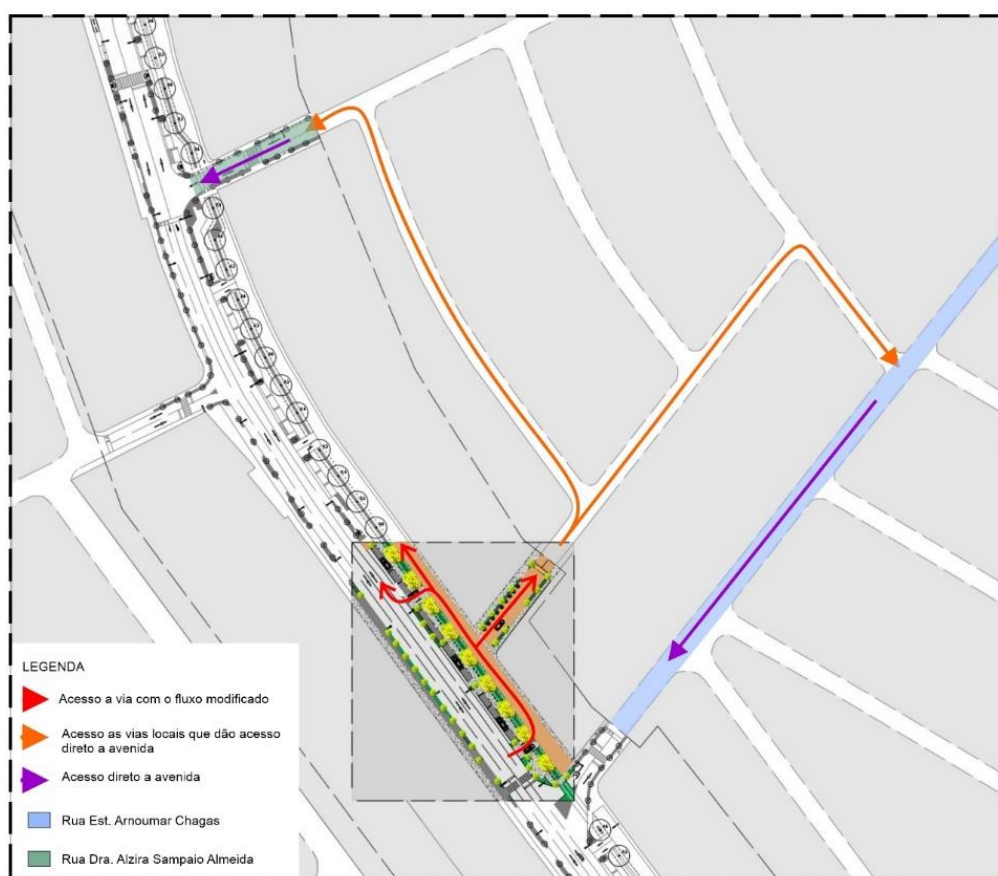 LEGENDA
Acesso a via com o fluxo modificado
Acesso as vias locais que dão acesso
direto a avenida
Acesso direto a avenida
Rua Est. Arnoumar Chagas
Rua Dra. Alzira Sampaio Almeida